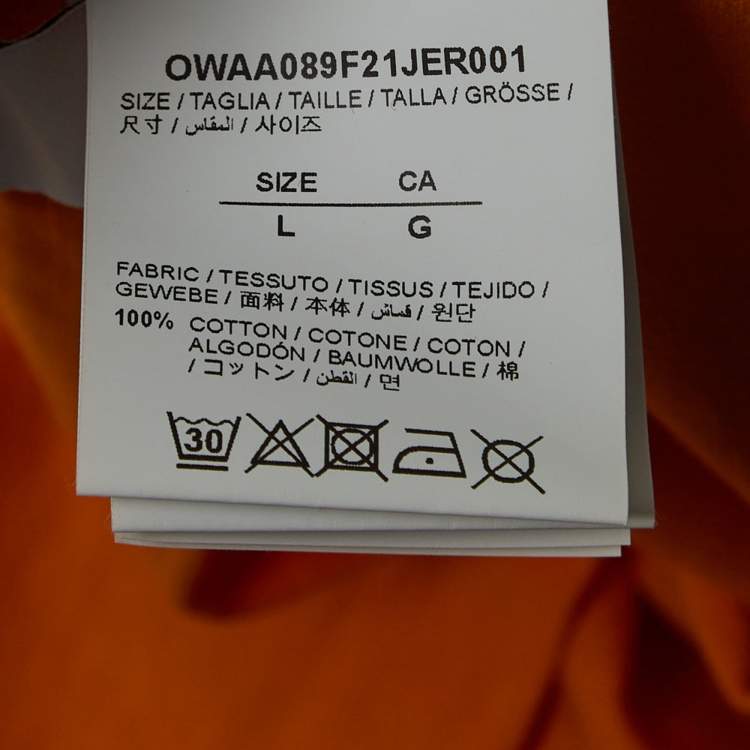 OWAA089F21JER001
SIZE / TAGLIA / TAILLE / TALLA / GRÖSSE /
尺寸 / المقاس / 사이즈
SIZE CA
L G
FABRIC / TESSUTO / TISSUS / TEJIDO /
GEWEBE / 面料 / 本体 / قماش / 원단
100% COTTON / COTONE / COTON /
ALGODÓN / BAUMWOLLE / 棉
/ コットン / القطن / 면
30